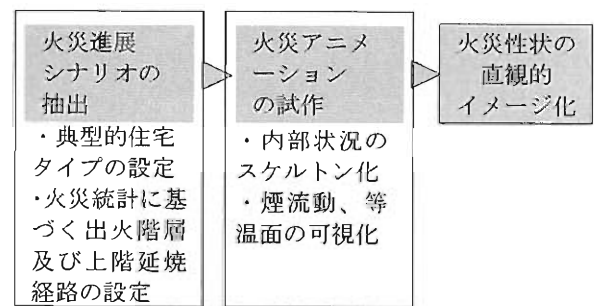 火災進展
シナリオの
抽出
・典型的住宅
タイプの設定
・火災統計に基
づく出火階層
及び上階延焼
経路の設定
火災アニメ
ーション
の試作
・内部状況の
スケルトン化
・煙流動、等
温面の可視化
火災性状の
直観的
イメージ化